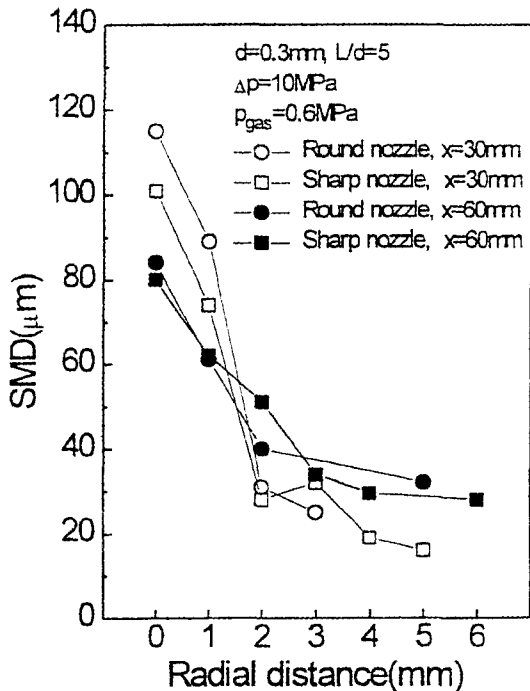 140
120
100
80
60
40
20
0
SMD(μm)
d=0.3mm, L/d=5
Δp=10MPa
pgas=0.6MPa
Round nozzle, x=30mm
Sharp nozzle, x=30mm
Round nozzle, x=60mm
Sharp nozzle, x=60mm
0 1 2 3 4 5 6
Radial distance(mm)